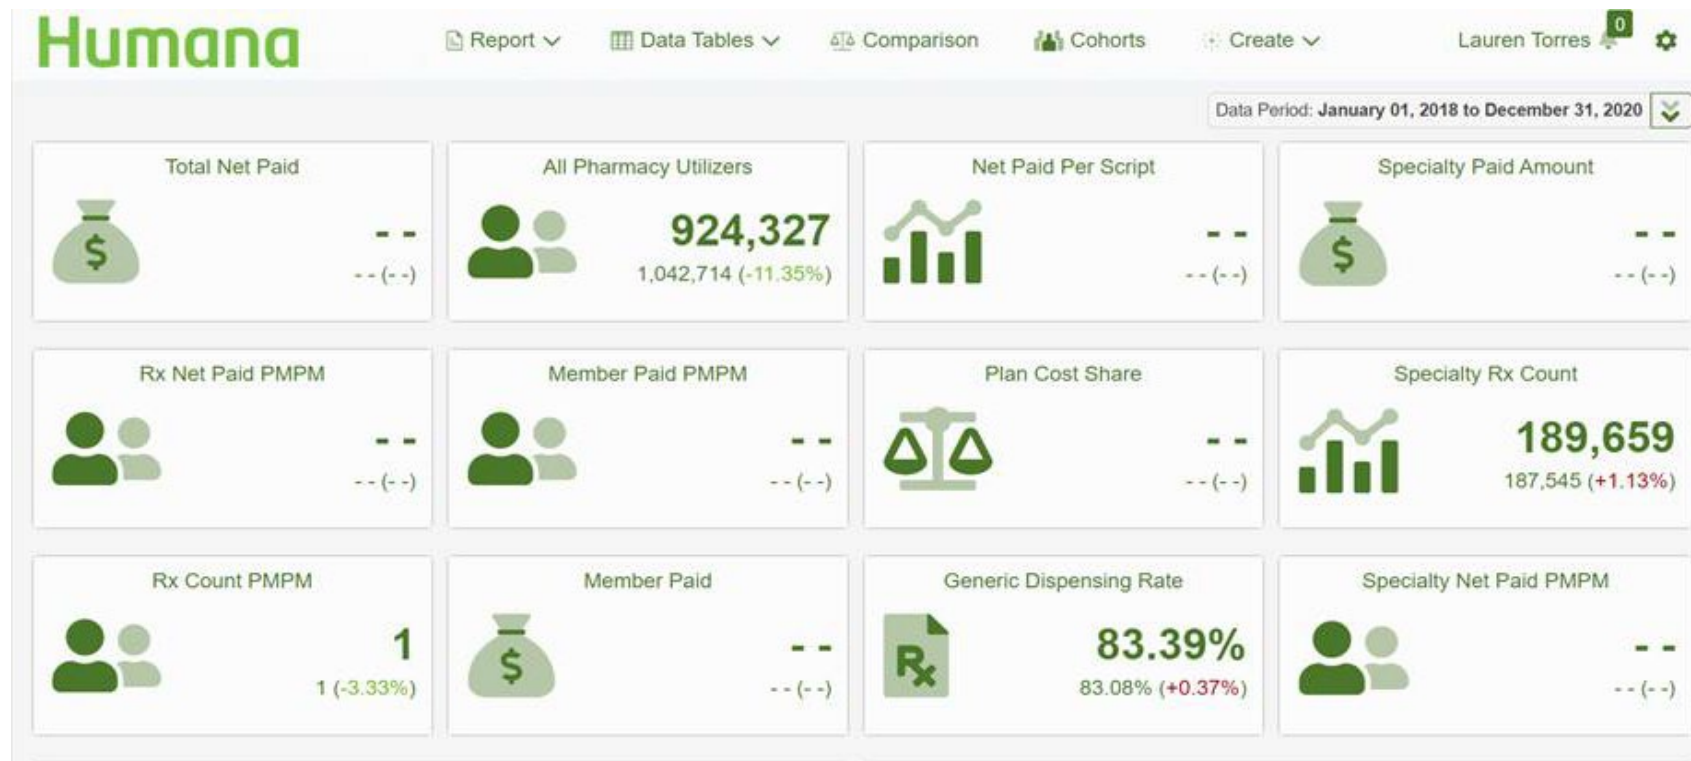 Humana
Report
Data Tables
Comparison
Cohorts
Create
Lauren Torres
0
Data Period: January 01, 2018 to December 31, 2020
Total Net Paid
$
- -
- - (- -)
All Pharmacy Utilizers
924,327
1,042,714 (-11.35%)
Net Paid Per Script
- -
- - (- -)
Specialty Paid Amount
$
- -
- - (- -)
Rx Net Paid PMPM
- -
- - (- -)
Member Paid PMPM
- -
- - (- -)
Plan Cost Share
- -
- - (- -)
Specialty Rx Count
189,659
187,545 (+1.13%)
Rx Count PMPM
1
1 (-3.33%)
Member Paid
$
- -
- - (- -)
Generic Dispensing Rate
Rx
83.39%
83.08% (+0.37%)
Specialty Net Paid PMPM
- -
- - (- -)